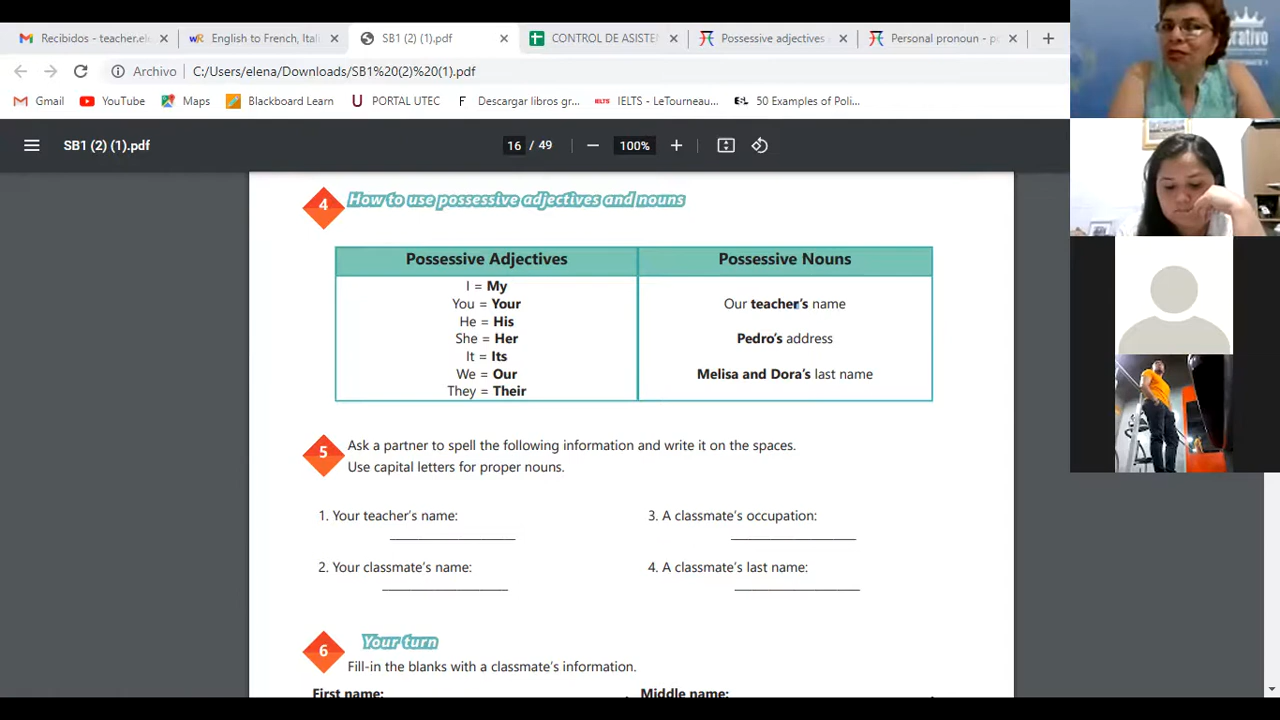 Recibidos - teacher.ele
English to French, Ital
SB1 (2) (1).pdf
CONTROL DE ASISTEN
Possessive adjectives
Personal pronoun - p
Archivo
C:/Users/elena/Downloads/SB1%20(2)%20(1).pdf
Gmail
YouTube
Maps
Blackboard Learn
PORTAL UTEC
Descargar libros gr...
IELTS - LeTourneau...
50 Examples of Poli...
SB1 (2) (1).pdf
16 / 49
100%
4
How to use possessive adjectives and nouns
Possessive Adjectives
I = My
You = Your
He = His
She = Her
It = Its
We = Our
They = Their
Possessive Nouns
Our teacher's name
Pedro's address
Melisa and Dora's last name
5
Ask a partner to spell the following information and write it on the spaces.
Use capital letters for proper nouns.
1. Your teacher's name:
2. Your classmate's name:
3. A classmate's occupation:
4. A classmate's last name:
6
Your turn
Fill-in the blanks with a classmate's information.
First name:
Middle name: